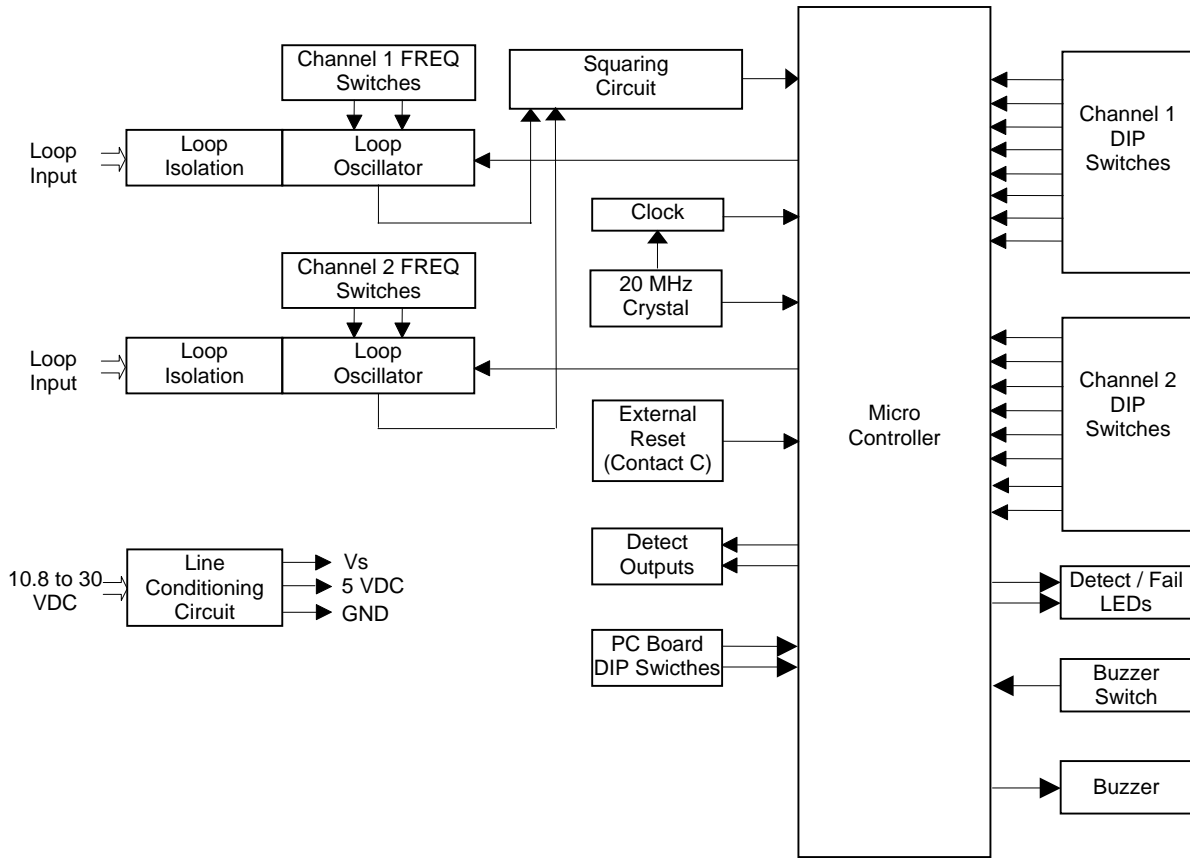 Channel 1 FREQ
Switches
Squaring
Circuit
Loop
Input
Loop
Isolation
Loop
Oscillator
Channel 1
DIP
Switches
Clock
Channel 2 FREQ
Switches
20 MHz
Crystal
Loop
Input
Loop
Isolation
Loop
Oscillator
Channel 2
DIP
Switches
External
Reset
(Contact C)
Micro
Controller
10.8 to 30
VDC
Line
Conditioning
Circuit
Vs
5 VDC
GND
Detect
Outputs
Detect / Fail
LEDs
PC Board
DIP Swicthes
Buzzer
Switch
Buzzer